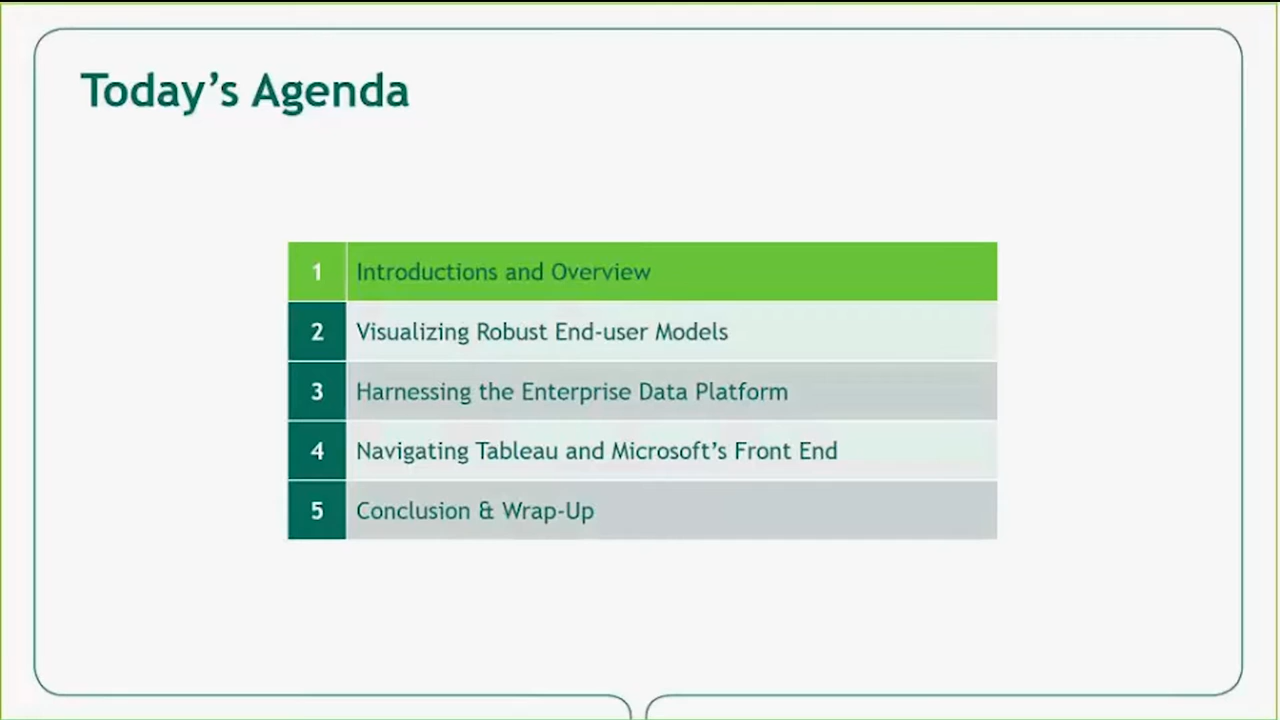 Today’s Agenda
1 Introductions and Overview
2 Visualizing Robust End-user Models
3 Harnessing the Enterprise Data Platform
4 Navigating Tableau and Microsoft’s Front End
5 Conclusion & Wrap-Up